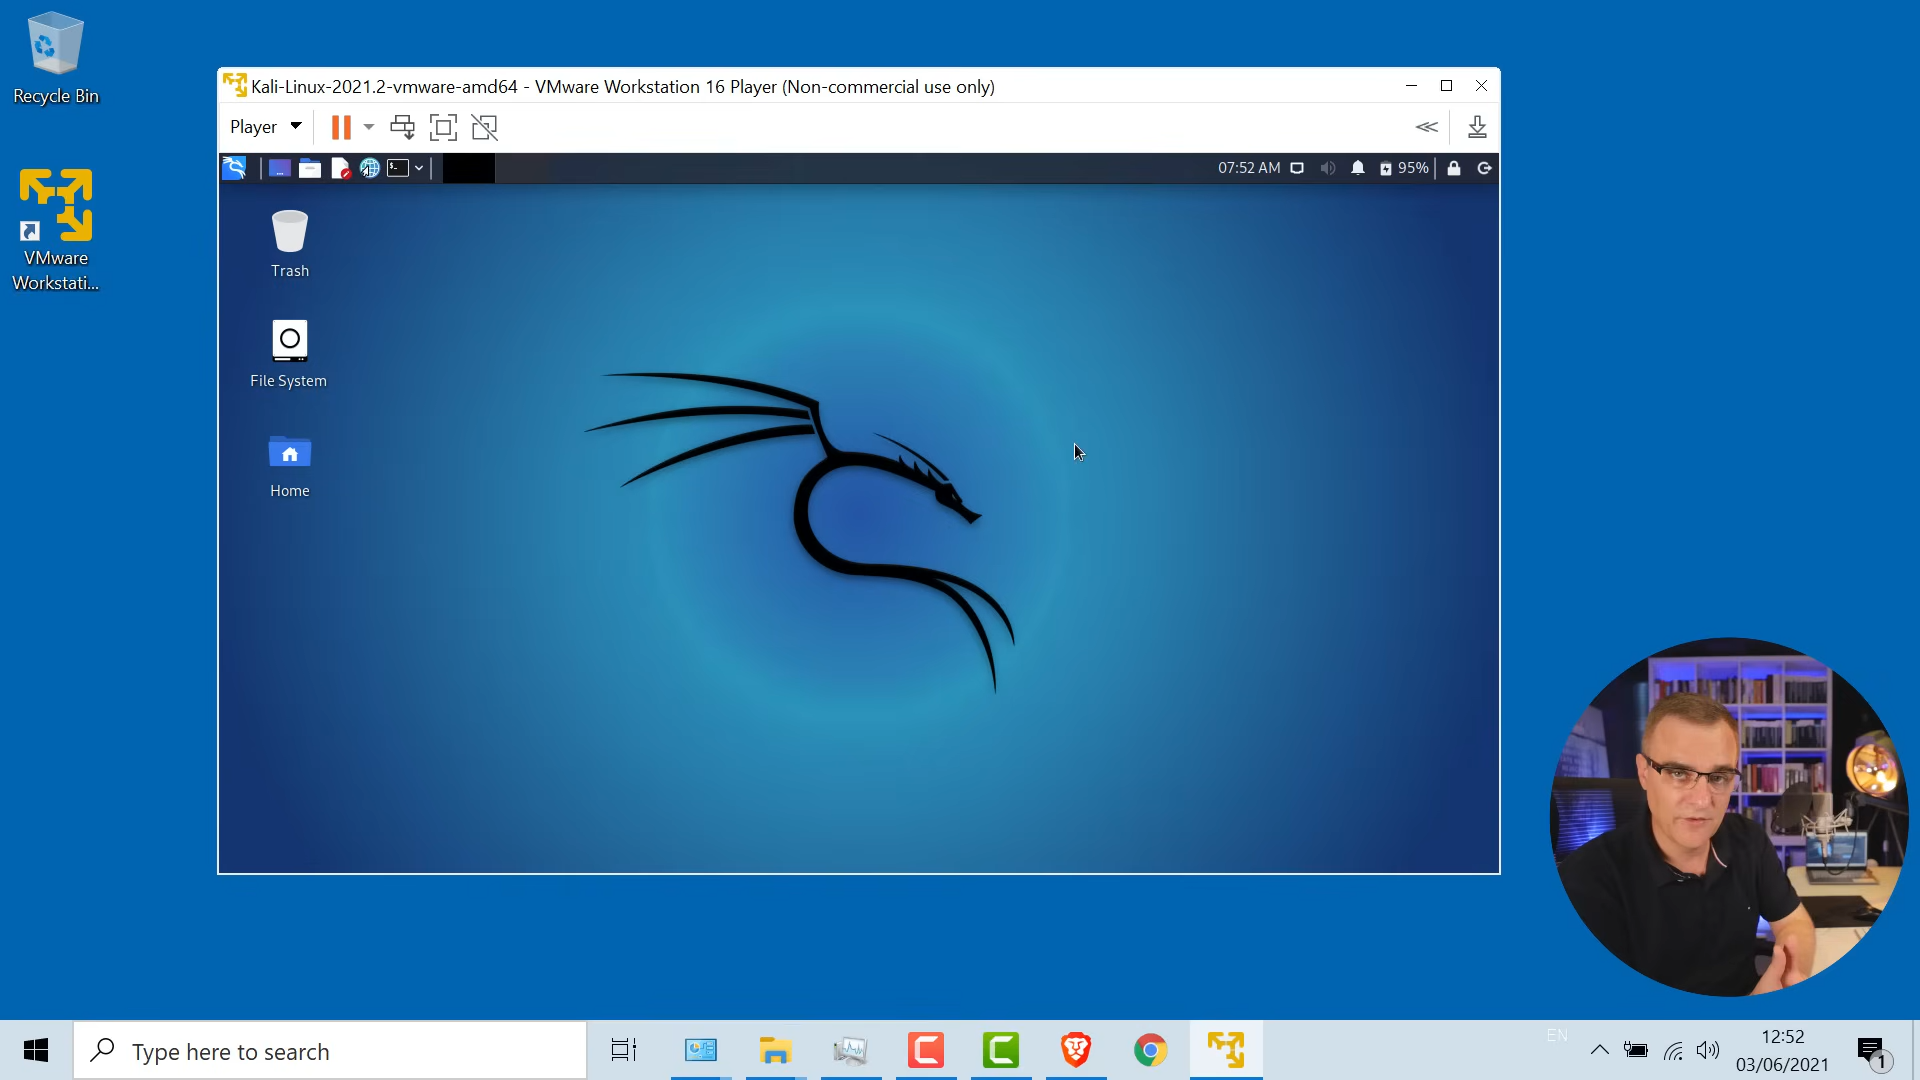 Recycle Bin
VMware
Workstati...
Kali-Linux-2021.2-vmware-amd64 - VMware Workstation 16 Player (Non-commercial use only)
Player
07:52 AM
95%
Trash
File System
Home
Type here to search
EN
12:52
03/06/2021
1